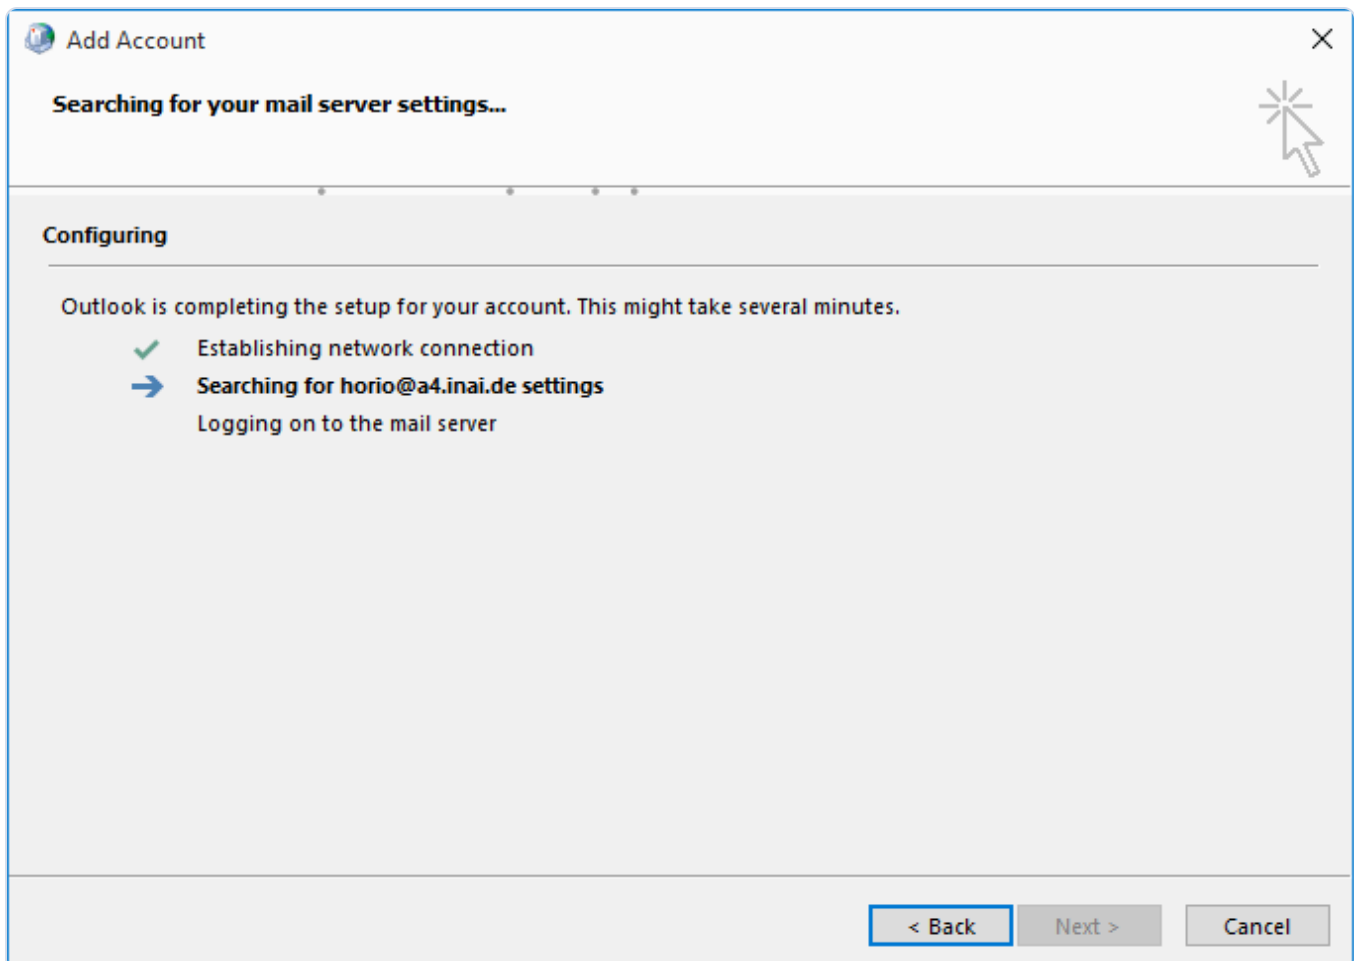 Add Account
Searching for your mail server settings...
Configuring
Outlook is completing the setup for your account. This might take several minutes.
Establishing network connection
Searching for horio@a4.inai.de settings
Logging on to the mail server
< Back Next > Cancel